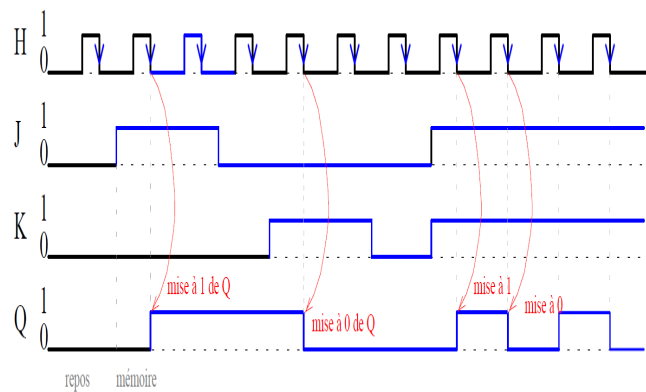 H 1
0
J 1
0
K 1
0
mise à 1 de Q
mise à 0 de Q
mise à 1
mise à 0
Q 1
0
repos mémoire